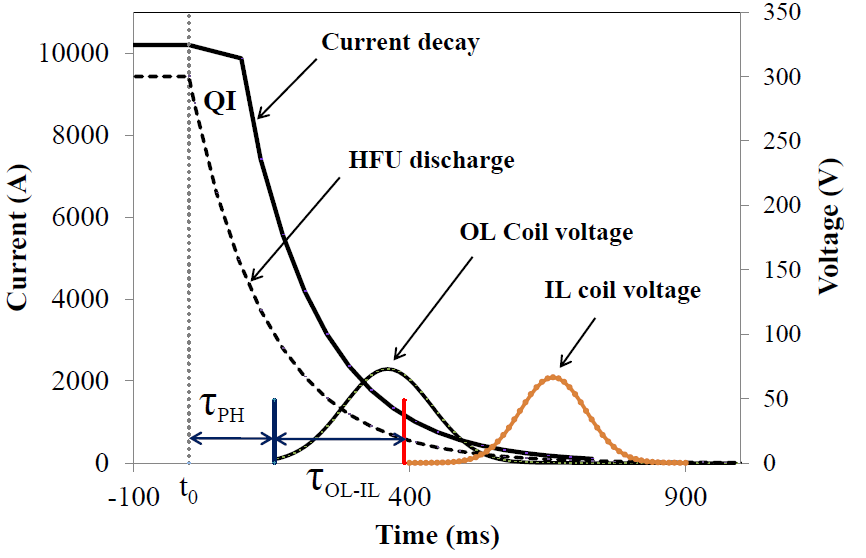 350
10000
Current decay
300
QI
8000
250
HFU discharge
200
6000
OL Coil voltage
150
IL coil voltage
4000
100
2000
τPH
50
0
0
τOL-IL
-100
t0
400
900
Time (ms)
Current (A)
Voltage (V)